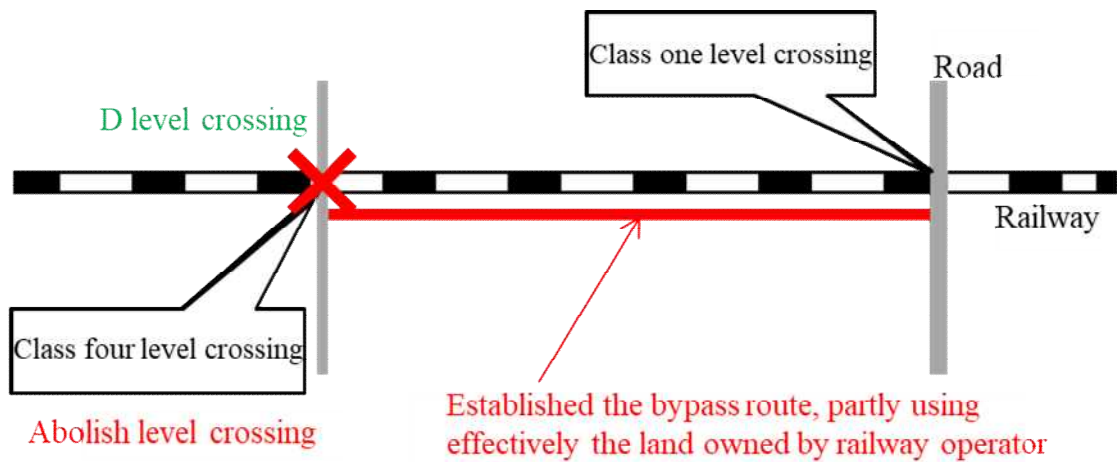 Class one level crossing
Road
D level crossing
Railway
Class four level crossing
Abolish level crossing
Established the bypass route, partly using
effectively the land owned by railway operator